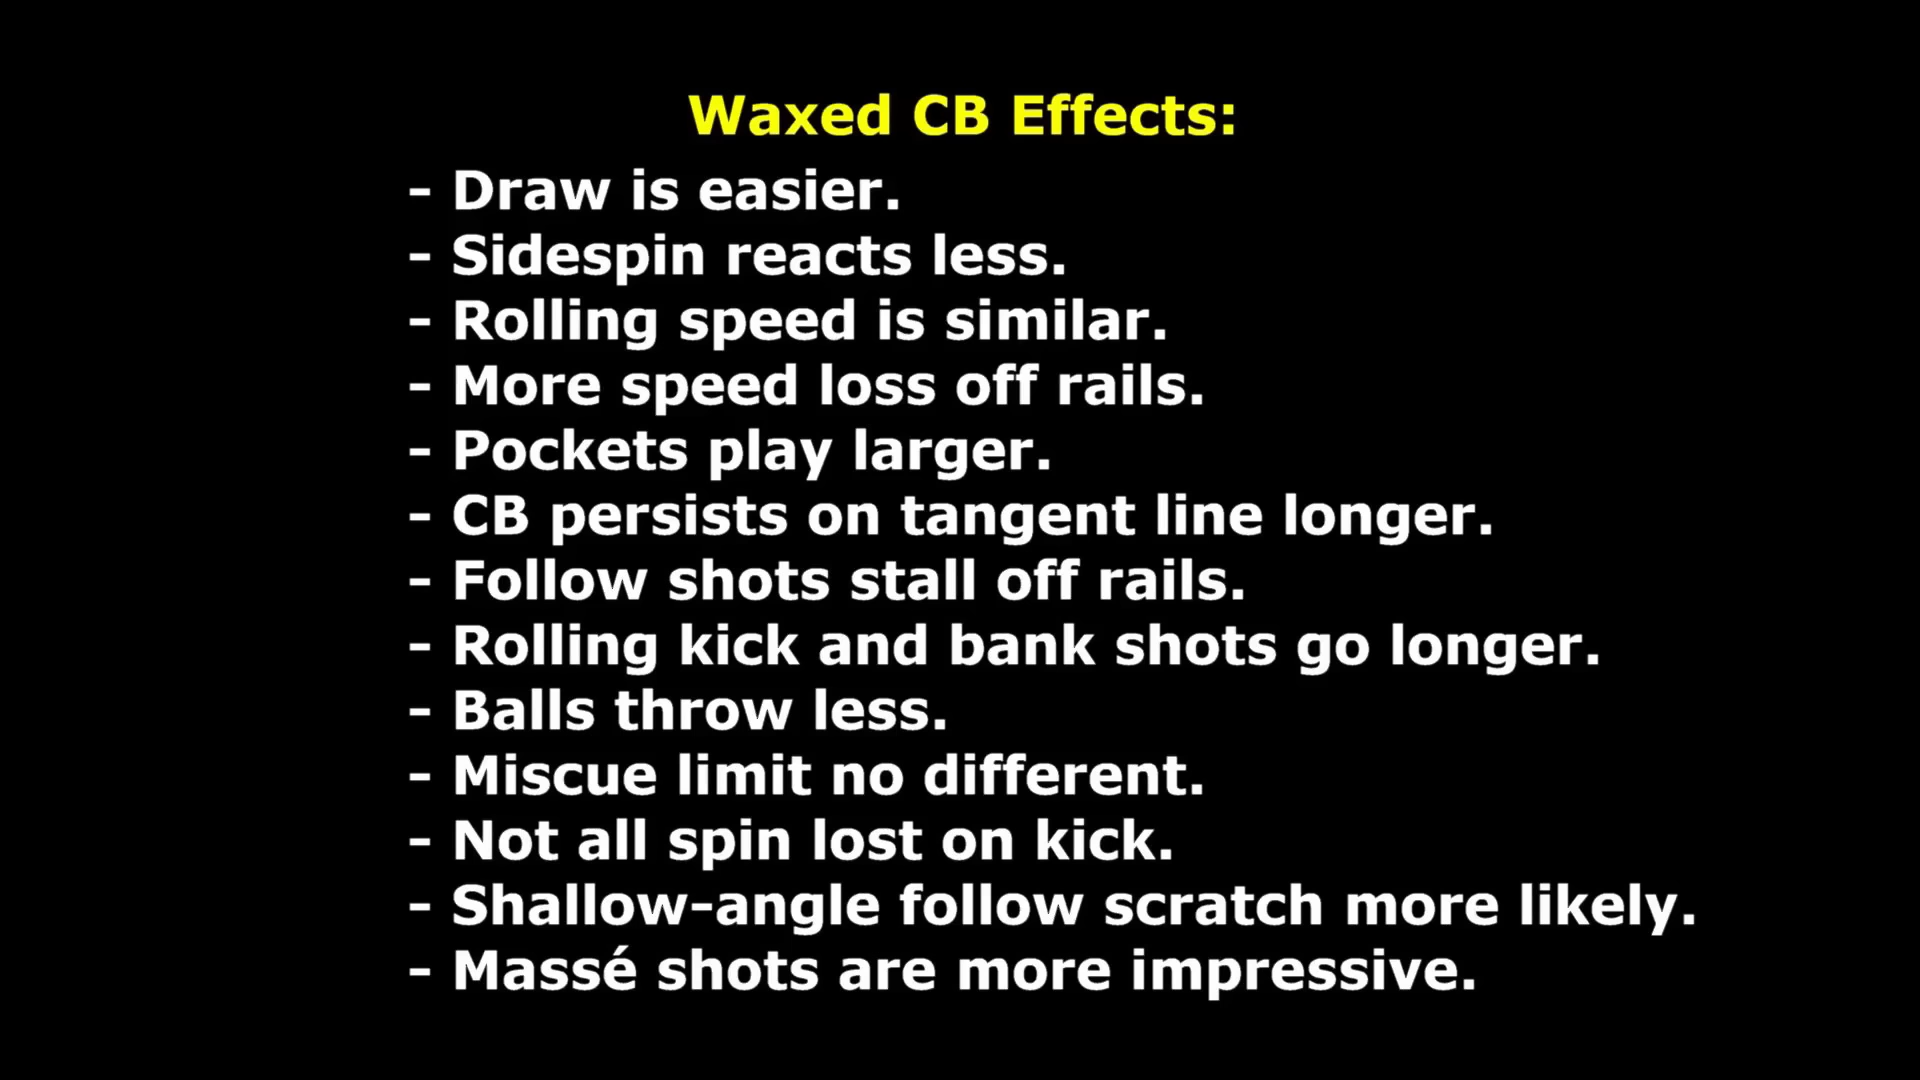 Waxed CB Effects:
- Draw is easier.
- Sidespin reacts less.
- Rolling speed is similar.
- More speed loss off rails.
- Pockets play larger.
- CB persists on tangent line longer.
- Follow shots stall off rails.
- Rolling kick and bank shots go longer.
- Balls throw less.
- Miscue limit no different.
- Not all spin lost on kick.
- Shallow-angle follow scratch more likely.
- Massé shots are more impressive.